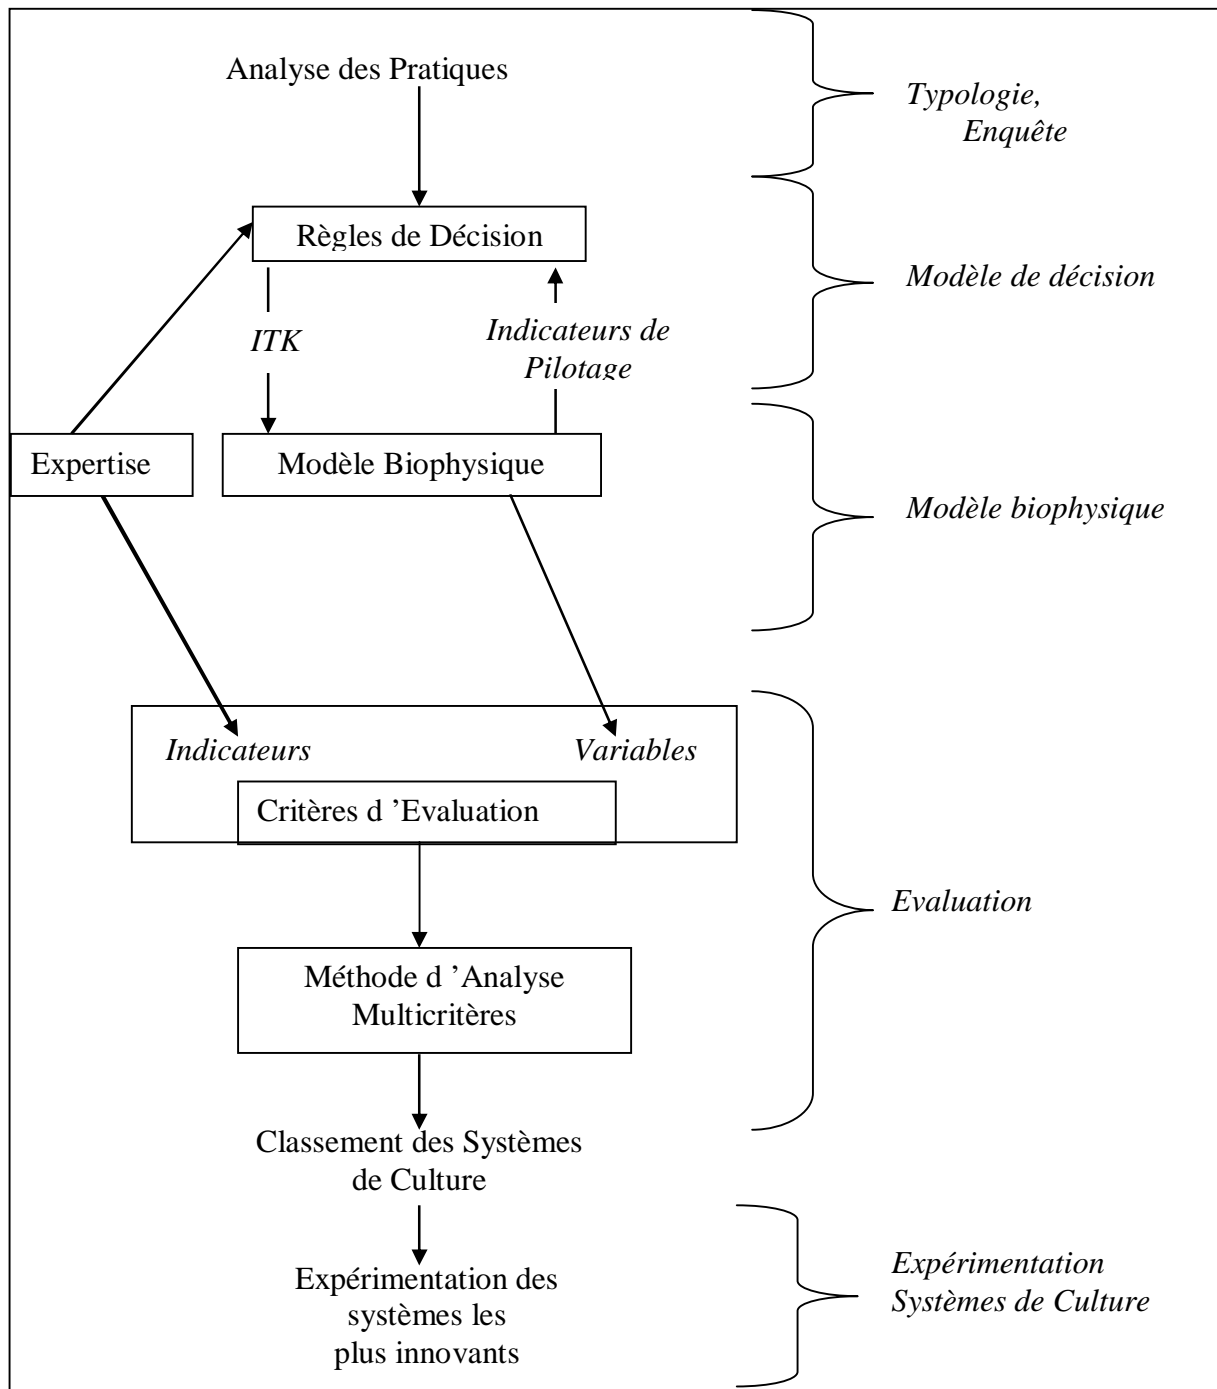 Analyse des Pratiques
Typologie,
Enquête
Règles de Décision
Modèle de décision
ITK
Indicateurs de
Pilotage
Expertise
Modèle Biophysique
Modèle biophysique
Indicateurs
Variables
Critères d ’Evaluation
Evaluation
Méthode d ’Analyse
Multicritères
Classement des Systèmes
de Culture
Expérimentation des
systèmes les
plus innovants
Expérimentation
Systèmes de Culture